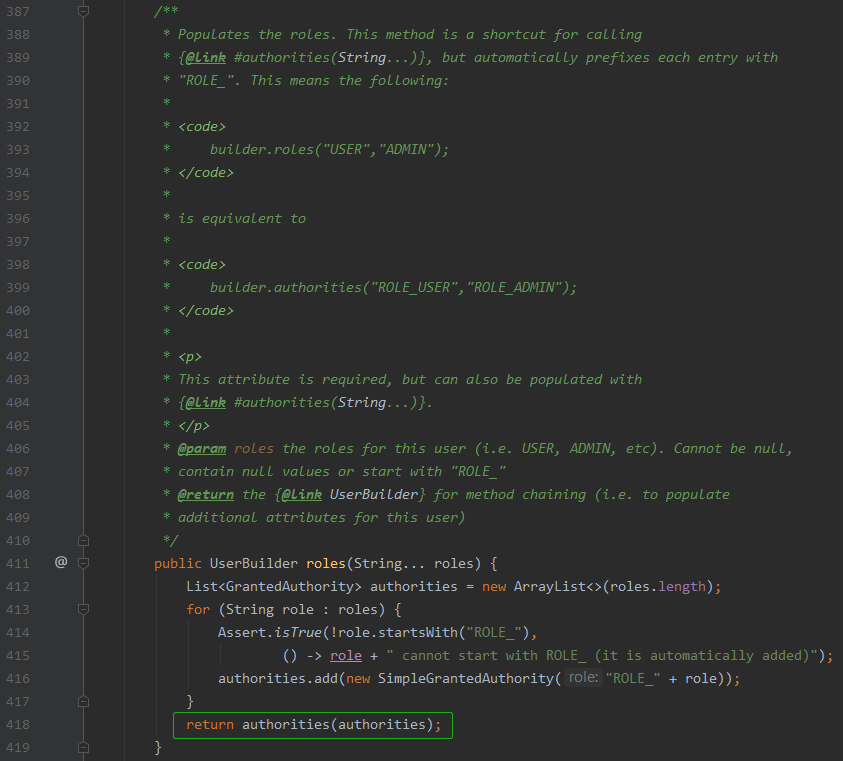 387 /**
388 * Populates the roles. This method is a shortcut for calling
389 * {@link #authorities(String...)}, but automatically prefixes each entry with
390 * "ROLE_". This means the following:
391 *
392 * <code>
393 *     builder.roles("USER","ADMIN");
394 * </code>
395 *
396 * is equivalent to
397 *
398 * <code>
399 *     builder.authorities("ROLE_USER","ROLE_ADMIN");
400 * </code>
401 *
402 * <p>
403 * This attribute is required, but can also be populated with
404 * {@link #authorities(String...)}.
405 * </p>
406 * @param roles the roles for this user (i.e. USER, ADMIN, etc). Cannot be null,
407 * contain null values or start with "ROLE_"
408 * @return the {@link UserBuilder} for method chaining (i.e. to populate
409 * additional attributes for this user)
410 */
411 @ public UserBuilder roles(String... roles) {
412     List<GrantedAuthority> authorities = new ArrayList<>(roles.length);
413     for (String role : roles) {
414         Assert.isTrue(!role.startsWith("ROLE_"),
415                 () -> role + " cannot start with ROLE_ (it is automatically added)");
416         authorities.add(new SimpleGrantedAuthority( role: "ROLE_" + role));
417     }
418     return authorities(authorities);
419 }